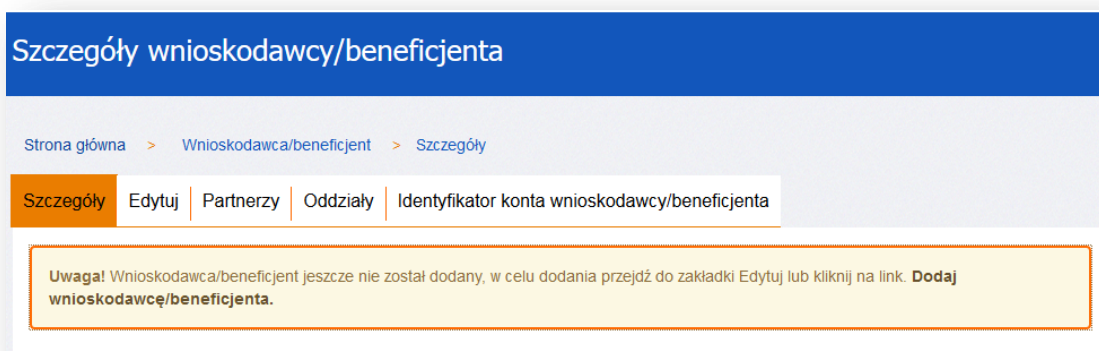 Szczegóły wnioskodawcy/beneficjenta
Strona główna > Wnioskodawca/beneficjent > Szczegóły
Szczegóły Edytuj Partnerzy Oddziały Identyfikator konta wnioskodawcy/beneficjenta
Uwaga! Wnioskodawca/beneficjent jeszcze nie został dodany, w celu dodania przejdź do zakładki Edytuj lub kliknij na link. Dodaj
wnioskodawcę/beneficjenta.